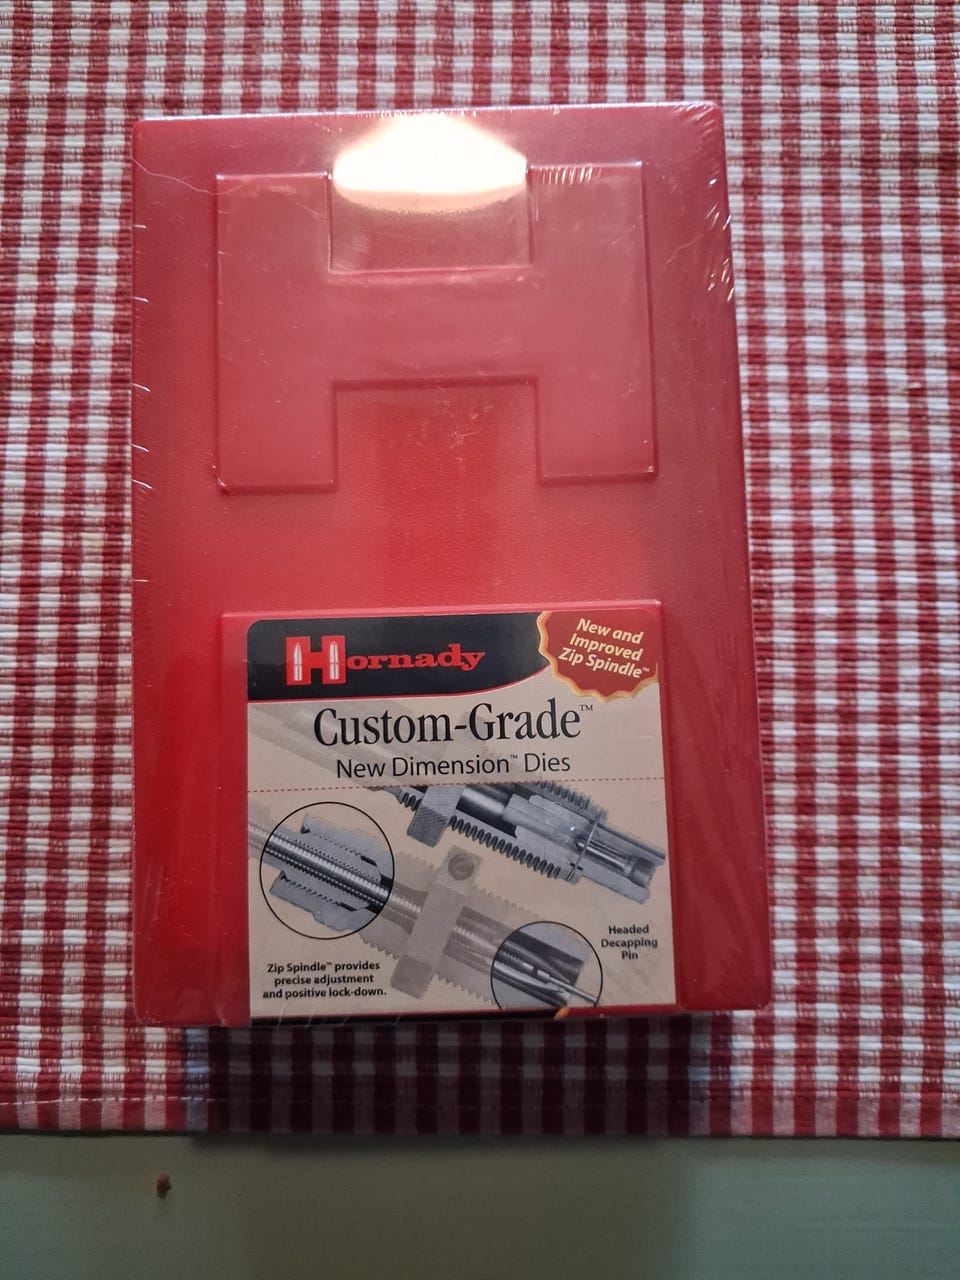 Hornady
New and
Improved
Zip Spindle™
Custom-Grade™
New Dimension™ Dies
Headed
Decapping
Pin
Zip Spindle™ provides
precise adjustment
and positive lock-down.